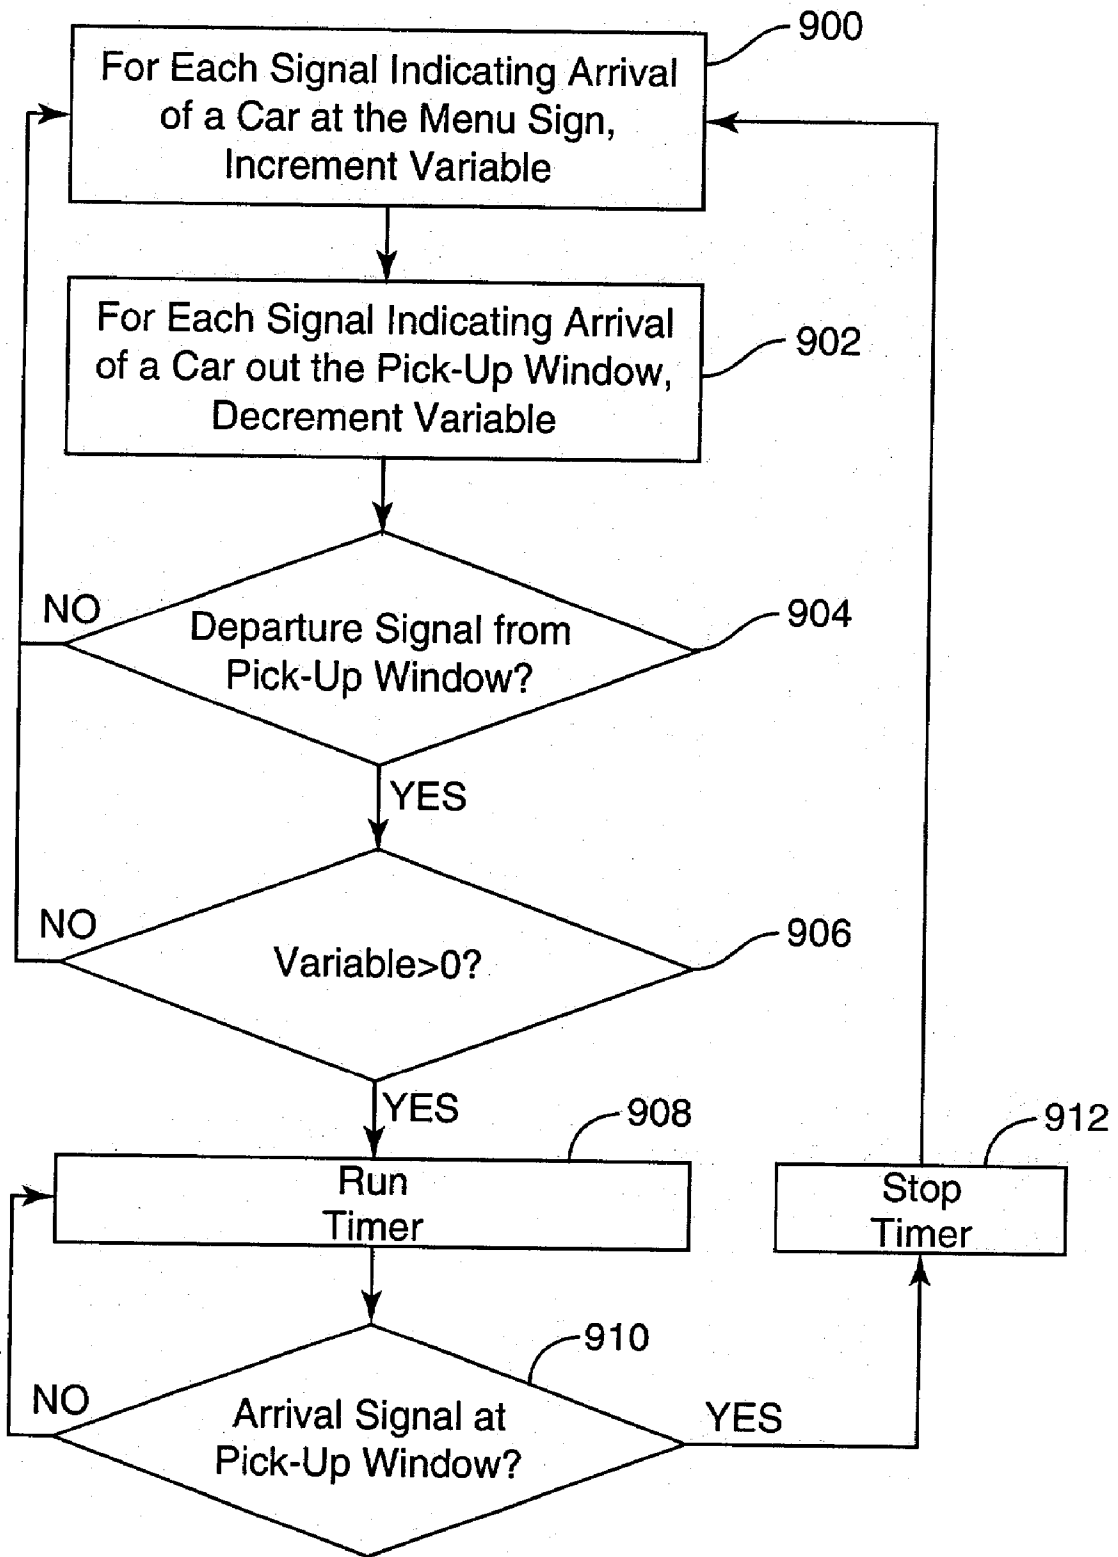 900
For Each Signal Indicating Arrival
of a Car at the Menu Sign,
Increment Variable
For Each Signal Indicating Arrival
of a Car out the Pick-Up Window,
Decrement Variable
902
NO
Departure Signal from
Pick-Up Window?
904
YES
NO
Variable>0?
906
YES
908
Run
Timer
912
Stop
Timer
910
NO
Arrival Signal at
Pick-Up Window?
YES